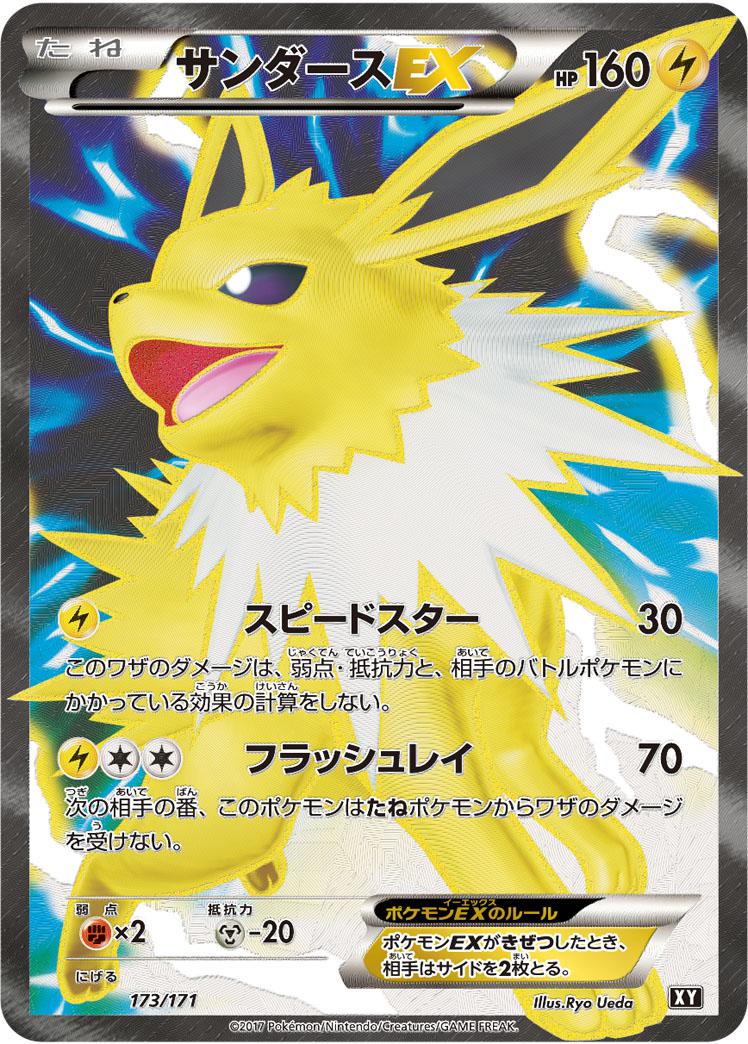 たね サンダースEX HP160
スピードスター 30
このワザのダメージは、弱点・抵抗力と、相手のバトルポケモンに
かかっている効果の計算をしない。
フラッシュレイ 70
次の相手の番、このポケモンはたねポケモンからワザのダメージ
を受けない。
弱点 抵抗力
×2 -20
にげる
ポケモンEXのルール
ポケモンEXがきぜつしたとき、
相手はサイドを2枚とる。
173/171 Illus.Ryo Ueda XY
©2017 Pokémon/Nintendo/Creatures/GAME FREAK.